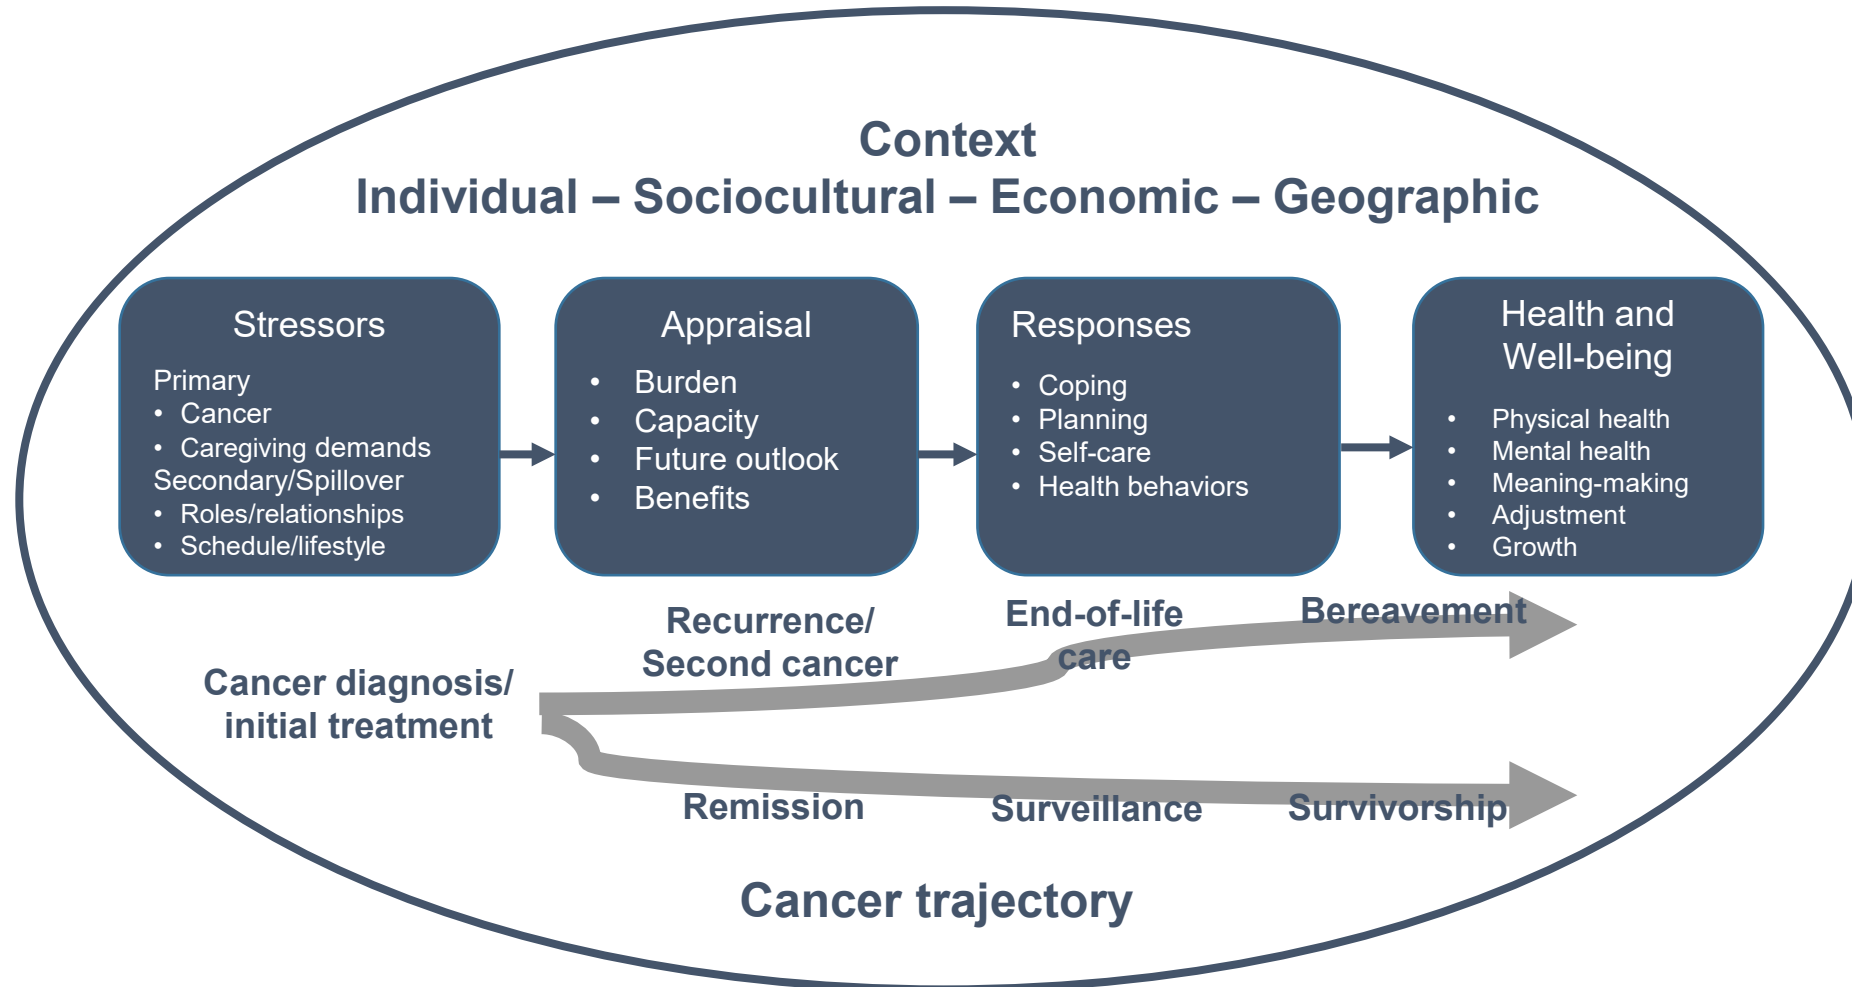 Context
Individual – Sociocultural – Economic – Geographic
Stressors
Primary
• Cancer
• Caregiving demands
Secondary/Spillover
• Roles/relationships
• Schedule/lifestyle
Appraisal
• Burden
• Capacity
• Future outlook
• Benefits
Responses
• Coping
• Planning
• Self-care
• Health behaviors
Health and
Well-being
• Physical health
• Mental health
• Meaning-making
• Adjustment
• Growth
Cancer diagnosis/
initial treatment
Recurrence/
Second cancer
End-of-life
care
Bereavement
Remission
Surveillance
Survivorship
Cancer trajectory